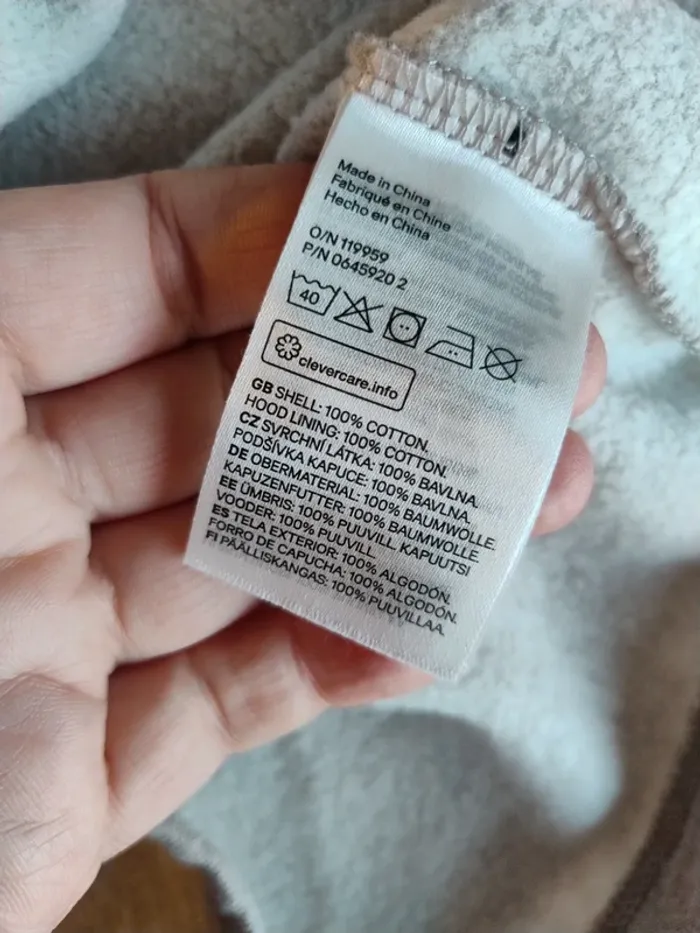 Made in China
Fabriqué en Chine
Hecho en China
O/N 119959
P/N 0645920 2
40
clevercare.info
GB SHELL: 100% COTTON.
HOOD LINING: 100% COTTON.
CZ SVRCHNÍ LÁTKA: 100% BAVLNA.
PODŠÍVKA KAPUCE: 100% BAVLNA.
DE OBERMATERIAL: 100% BAUMWOLLE.
KAPUZENFUTTER: 100% BAUMWOLLE.
EE ÜMBRIS: 100% PUUVILL. KAPUUTSI
VOODER: 100% PUUVILL.
ES TELA EXTERIOR: 100% ALGODÓN.
FORRO DE CAPUCHA: 100% ALGODÓN.
FI PÄÄLLISKANGAS: 100% PUUVILLAA.